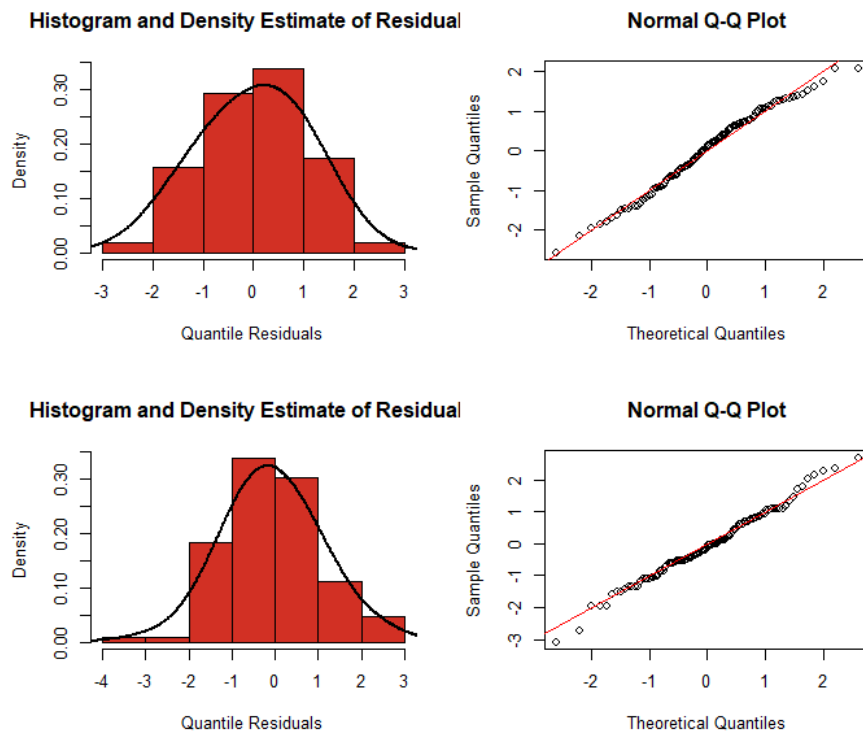 Histogram and Density Estimate of Residual
Normal Q-Q Plot
Density
0.00 0.10 0.20 0.30
-3 -2 -1 0 1 2 3
Quantile Residuals
Sample Quantiles
-2 -1 0 1 2
-2 -1 0 1 2
Theoretical Quantiles
Histogram and Density Estimate of Residual
Normal Q-Q Plot
Density
0.00 0.10 0.20 0.30
-4 -3 -2 -1 0 1 2 3
Quantile Residuals
Sample Quantiles
-3 -2 -1 0 1 2
-2 -1 0 1 2
Theoretical Quantiles